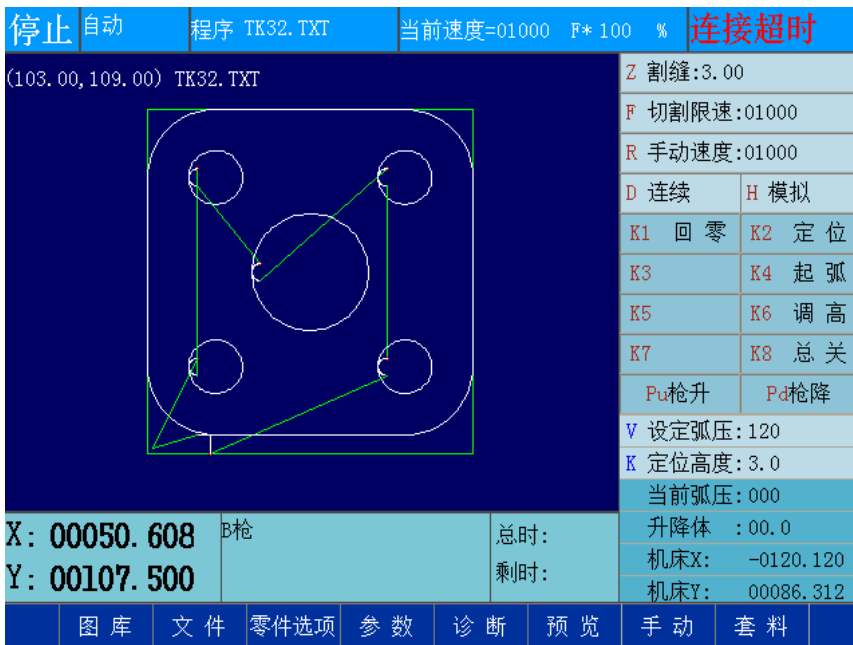 停止 自动 程序 TK32.TXT 当前速度=01000 F*100 % 连接超时
(103.00,109.00) TK32.TXT
Z 割缝:3.00
F 切割限速:01000
R 手动速度:01000
D 连续 H 模拟
K1 回 零 K2 定 位
K3 K4 起 弧
K5 K6 调 高
K7 K8 总 关
Pu枪升 Pd枪降
V 设定弧压:120
K 定位高度:3.0
当前弧压:000
升降体 :00.0
机床X: -0120.120
机床Y: 00086.312
X: 00050.608 B枪 总时:
Y: 00107.500 剩时:
图 库 文 件 零件选项 参 数 诊 断 预 览 手 动 套 料